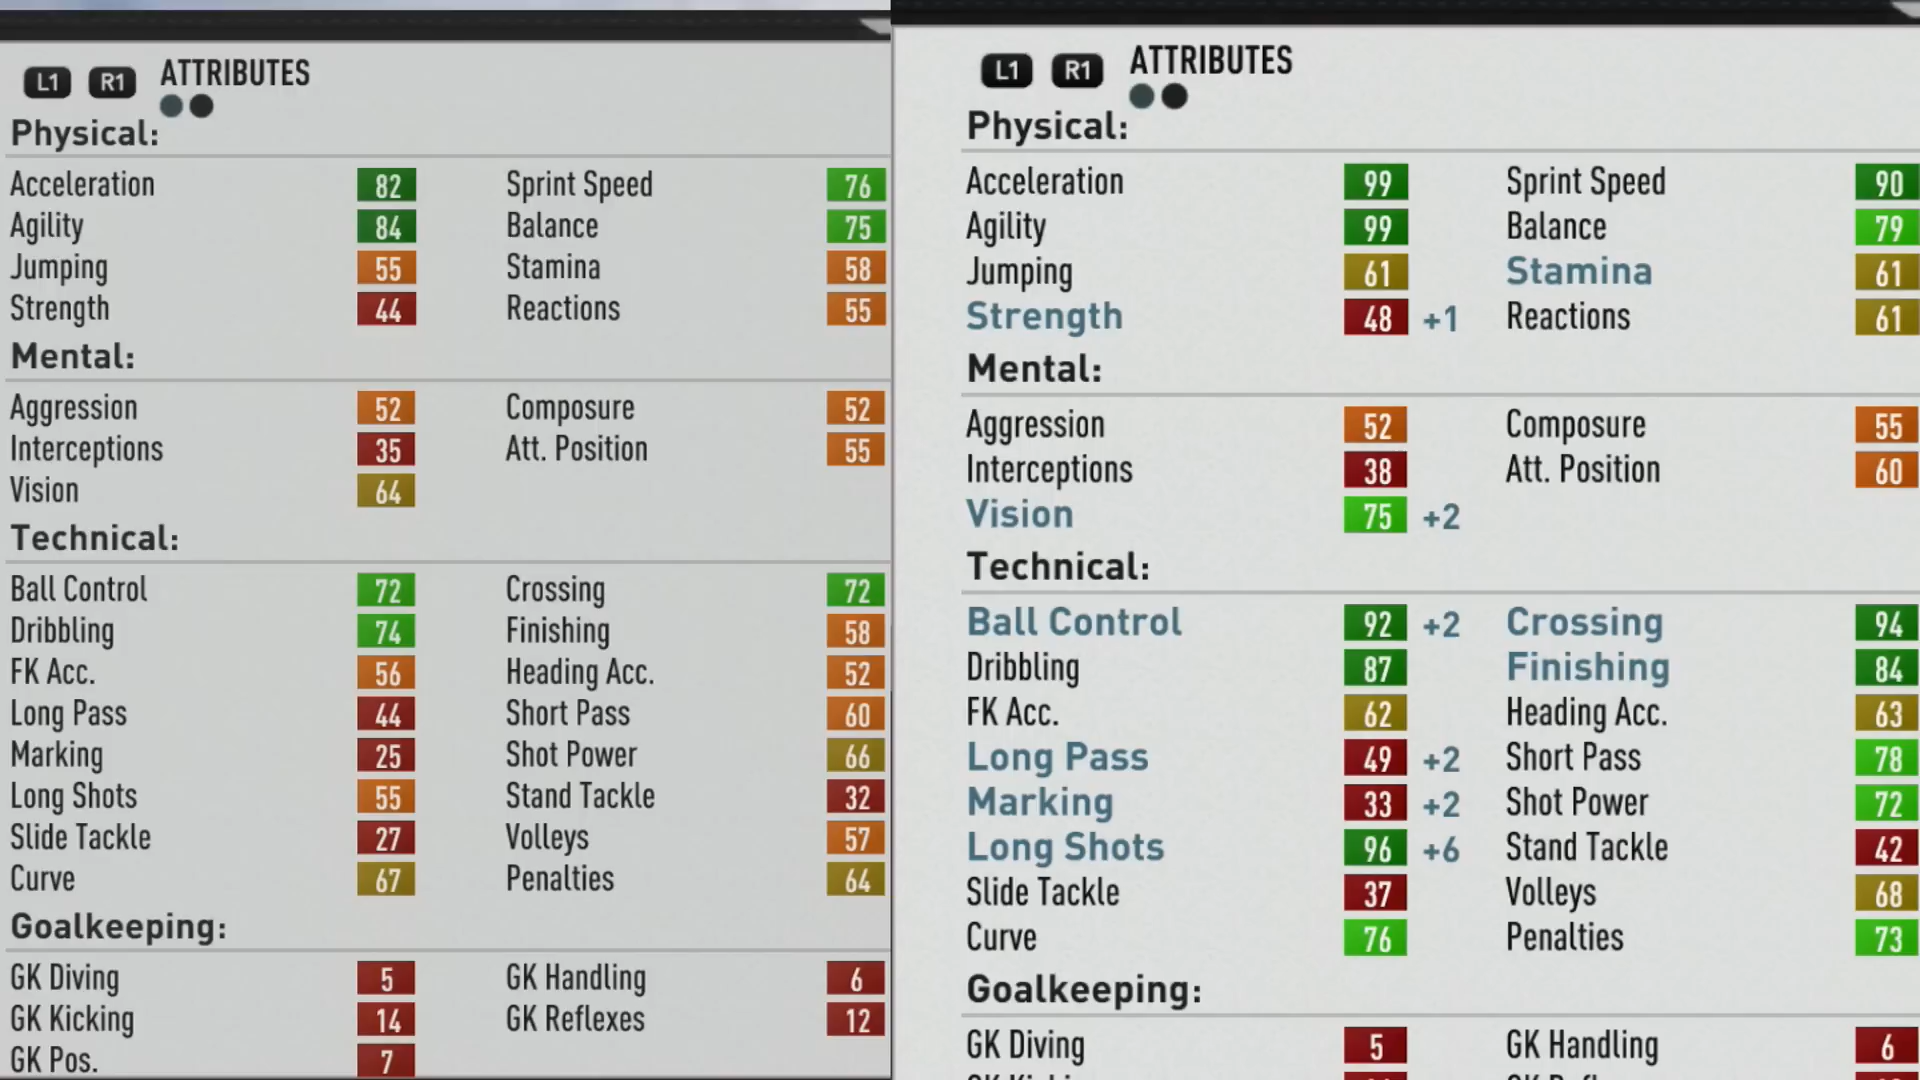 L1 R1 ATTRIBUTES
Physical:
Acceleration 82 Sprint Speed 76
Agility 84 Balance 75
Jumping 55 Stamina 58
Strength 44 Reactions 55
Mental:
Aggression 52 Composure 52
Interceptions 35 Att. Position 55
Vision 64
Technical:
Ball Control 72 Crossing 72
Dribbling 74 Finishing 58
FK Acc. 56 Heading Acc. 52
Long Pass 44 Short Pass 60
Marking 25 Shot Power 66
Long Shots 55 Stand Tackle 32
Slide Tackle 27 Volleys 57
Curve 67 Penalties 64
Goalkeeping:
GK Diving 5 GK Handling 6
GK Kicking 14 GK Reflexes 12
GK Pos. 7
L1 R1 ATTRIBUTES
Physical:
Acceleration 99 Sprint Speed 90
Agility 99 Balance 79
Jumping 61 Stamina 61
Strength 48 +1 Reactions 61
Mental:
Aggression 52 Composure 55
Interceptions 38 Att. Position 60
Vision 75 +2
Technical:
Ball Control 92 +2 Crossing 94
Dribbling 87 Finishing 84
FK Acc. 62 Heading Acc. 63
Long Pass 49 +2 Short Pass 78
Marking 33 +2 Shot Power 72
Long Shots 96 +6 Stand Tackle 42
Slide Tackle 37 Volleys 68
Curve 76 Penalties 73
Goalkeeping:
GK Diving 5 GK Handling 6